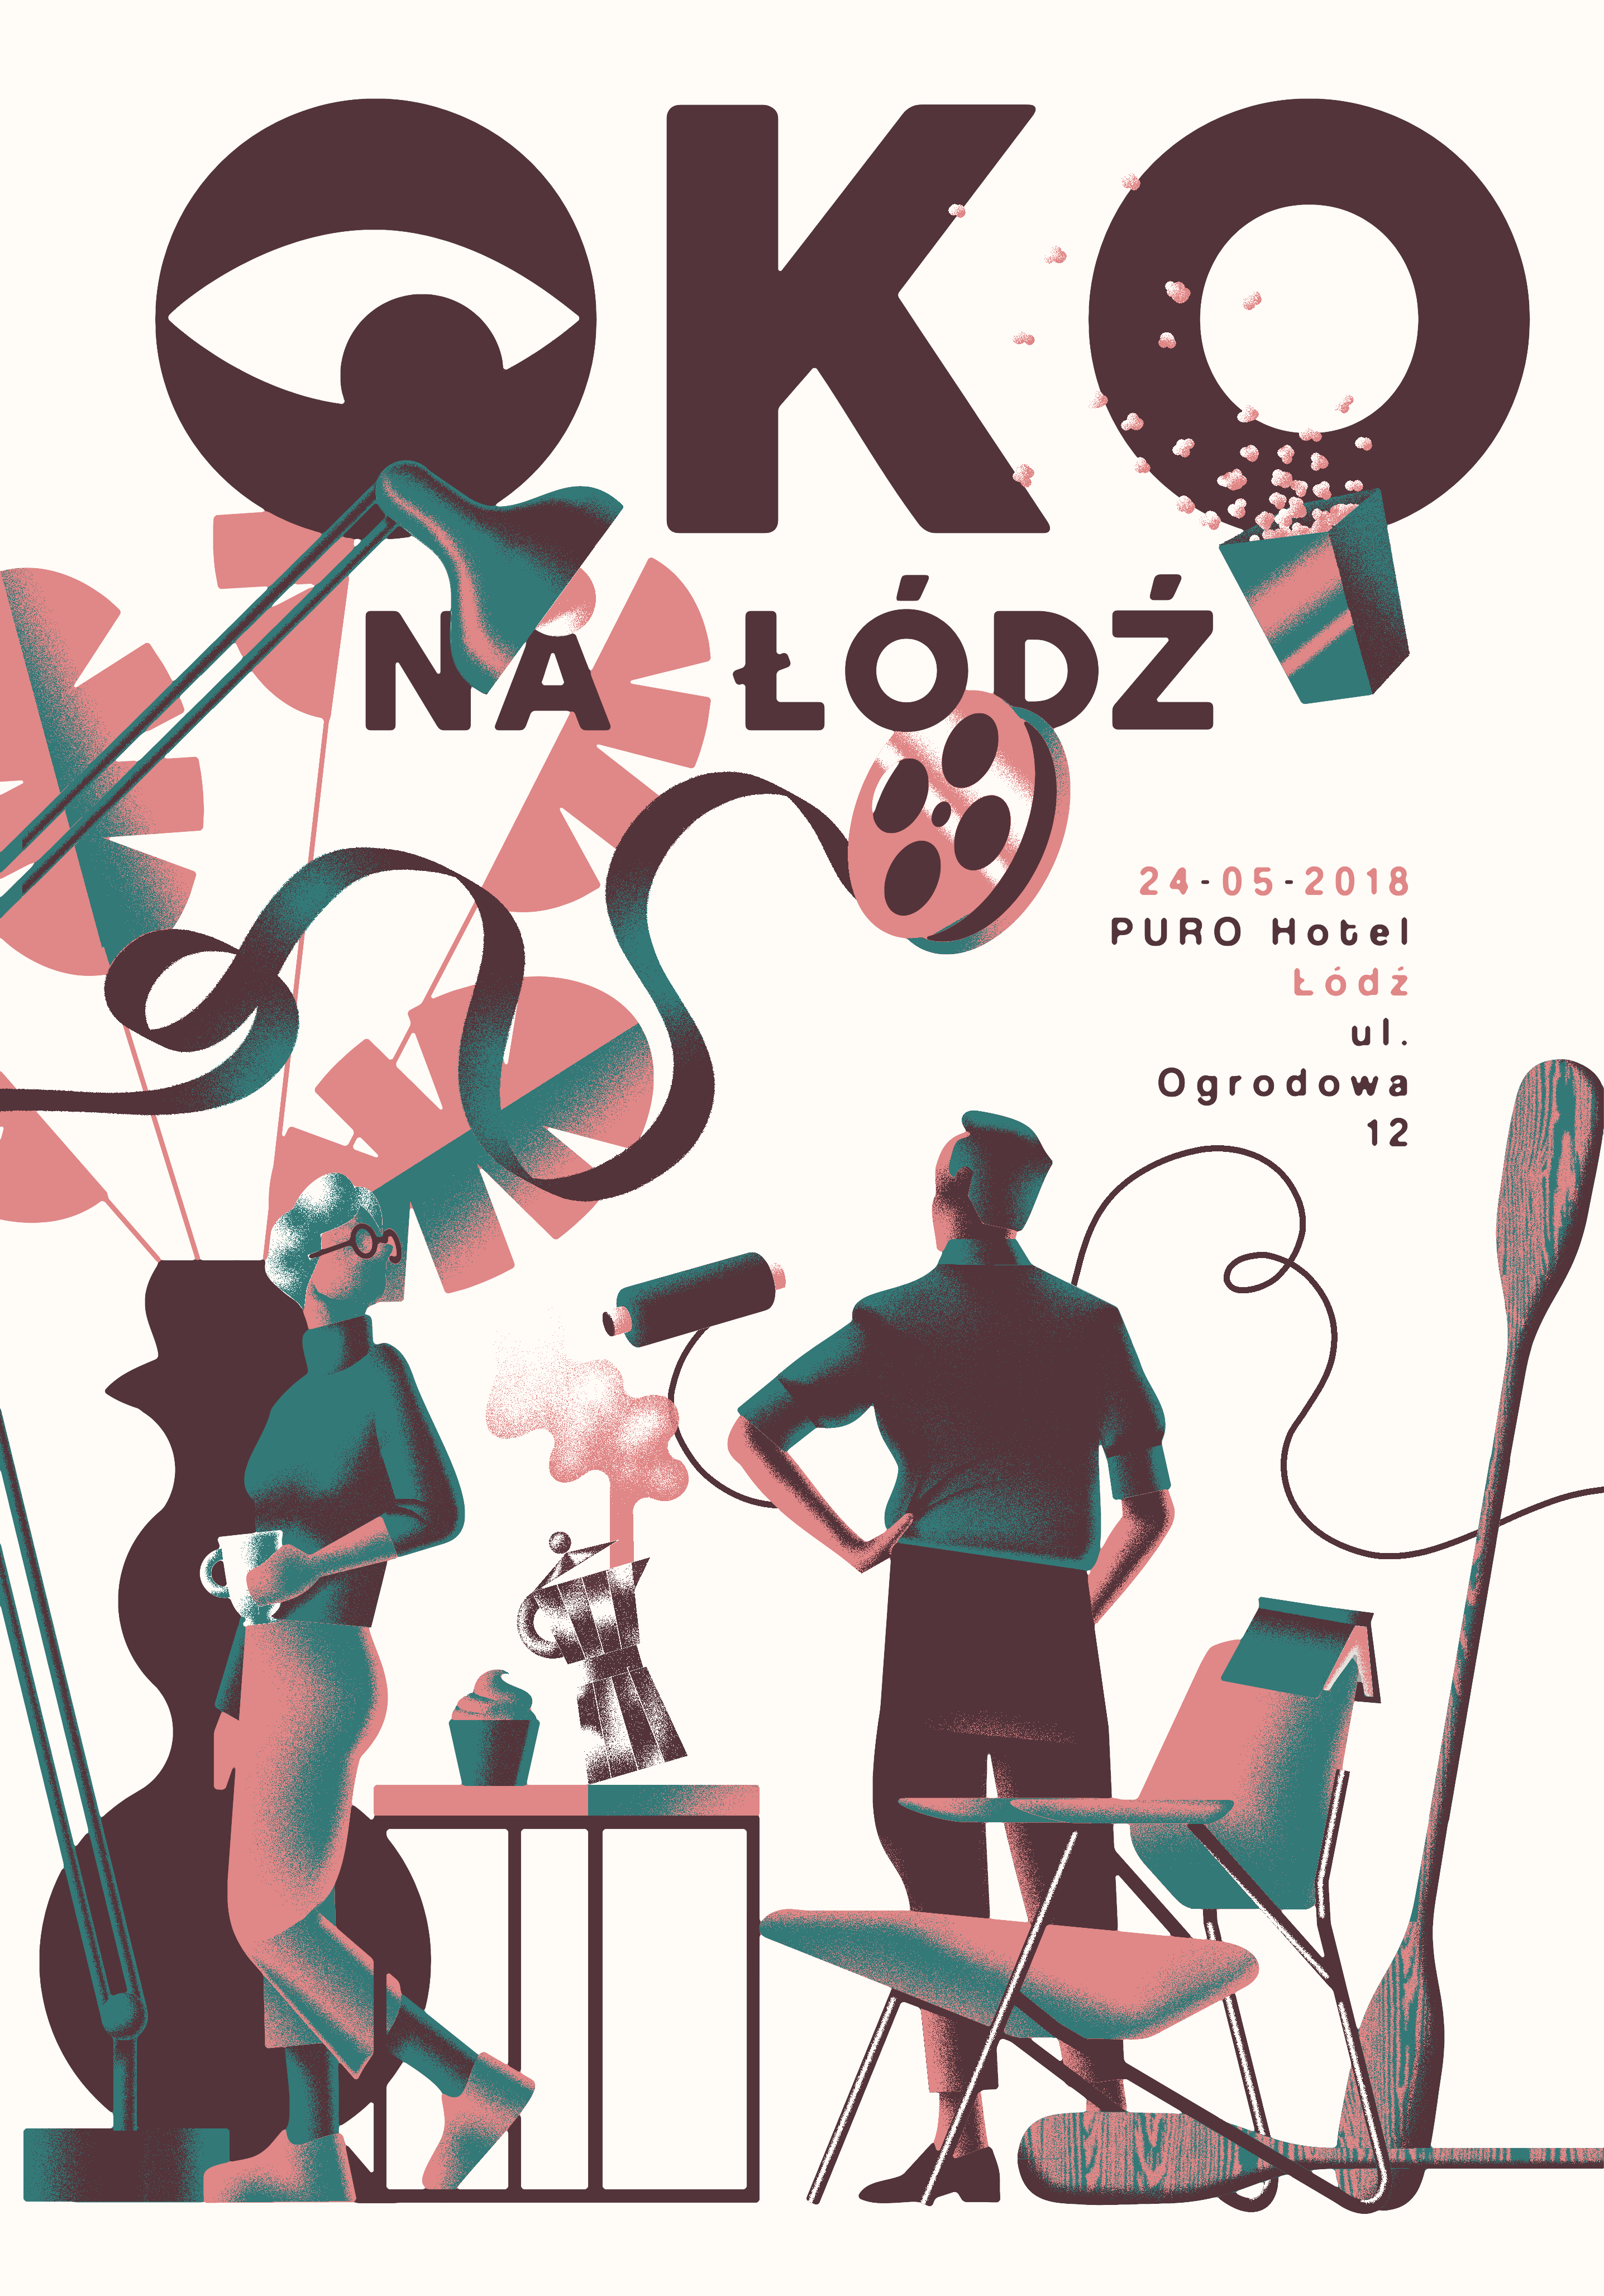 OKO
NA ŁÓDŹ
24-05-2018
PURO Hotel
Łódź
ul.
Ogrodowa
12